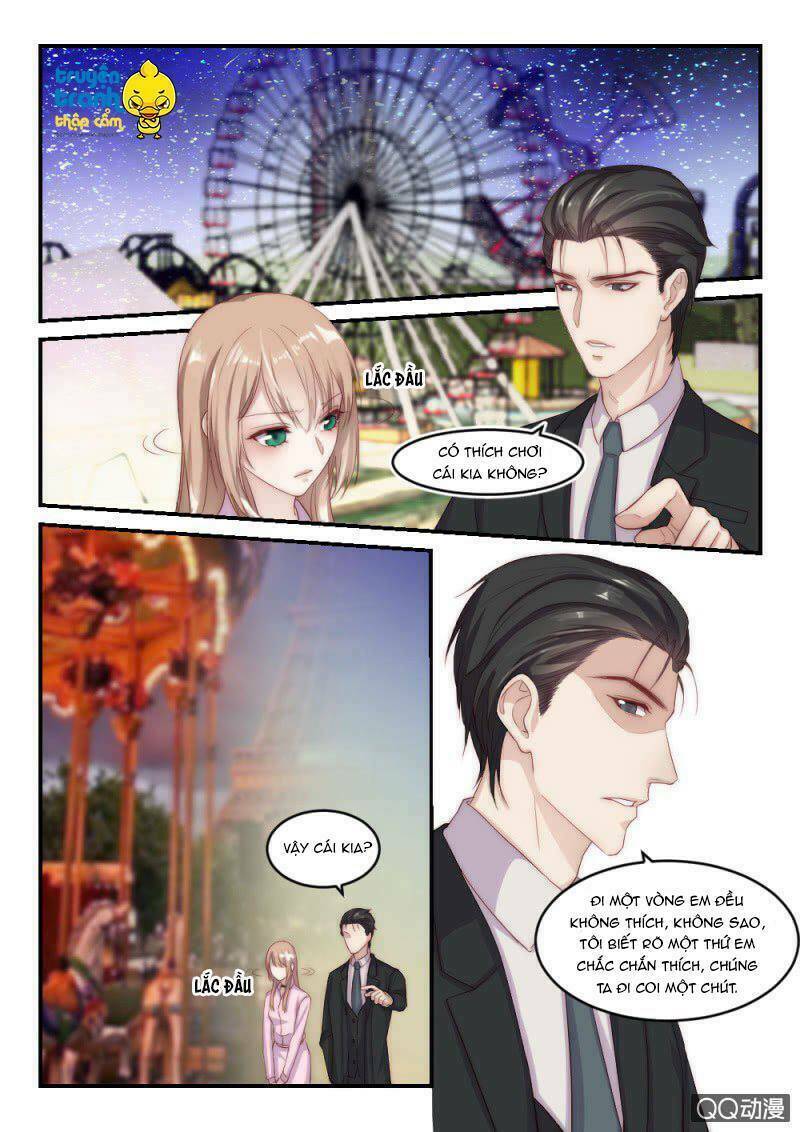 truyện
tranh
thập cẩm
LẮC ĐẦU
CÓ THÍCH CHƠI
CÁI KIA KHÔNG?
VẬY CÁI KIA?
LẮC ĐẦU
ĐI MỘT VÒNG EM ĐỀU
KHÔNG THÍCH, KHÔNG SAO,
TÔI BIẾT RÕ MỘT THỨ EM
CHẮC CHẮN THÍCH, CHÚNG
TA ĐI COI MỘT CHÚT.
QQ动漫